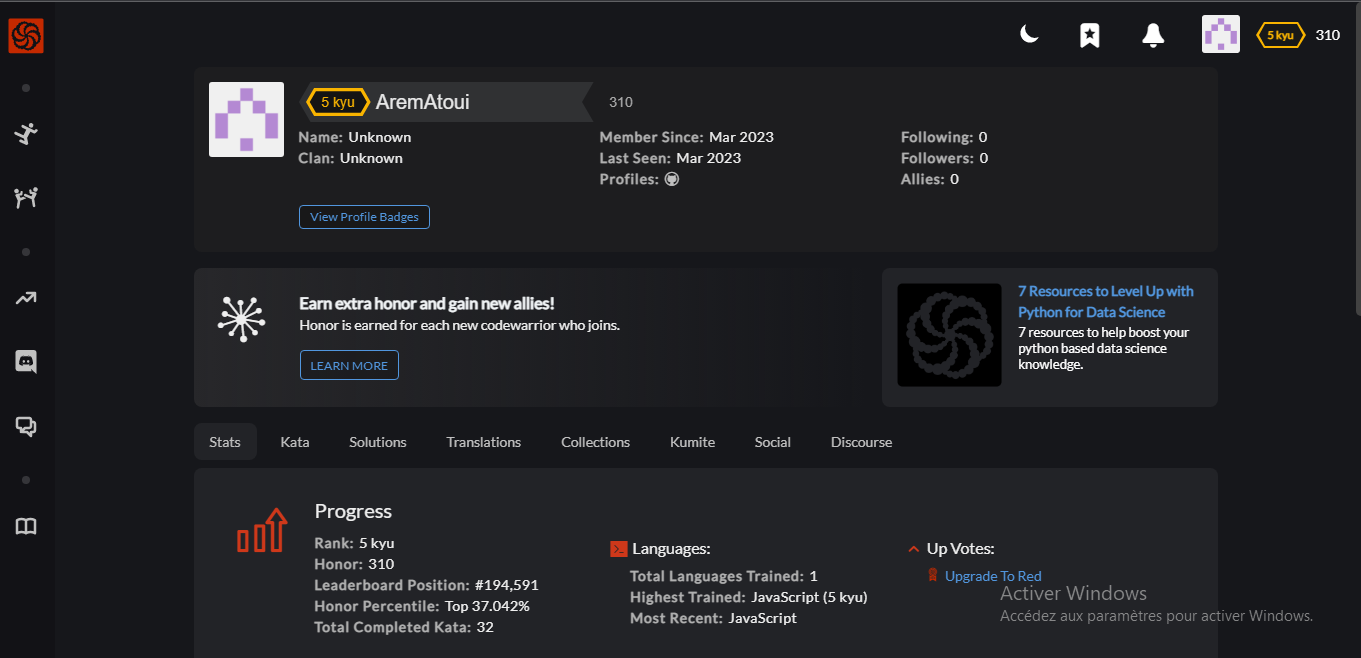 5 kyu 310
5 kyu AremAtoui 310
Name: Unknown
Clan: Unknown
View Profile Badges
Member Since: Mar 2023
Last Seen: Mar 2023
Profiles:
Following: 0
Followers: 0
Allies: 0
Earn extra honor and gain new allies!
Honor is earned for each new codewarrior who joins.
LEARN MORE
7 Resources to Level Up with
Python for Data Science
7 resources to help boost your
python based data science
knowledge.
Stats Kata Solutions Translations Collections Kumite Social Discourse
Progress
Rank: 5 kyu
Honor: 310
Leaderboard Position: #194,591
Honor Percentile: Top 37.042%
Total Completed Kata: 32
Languages:
Total Languages Trained: 1
Highest Trained: JavaScript (5 kyu)
Most Recent: JavaScript
Up Votes:
Upgrade To Red
Activer Windows
Accédez aux paramètres pour activer Windows.